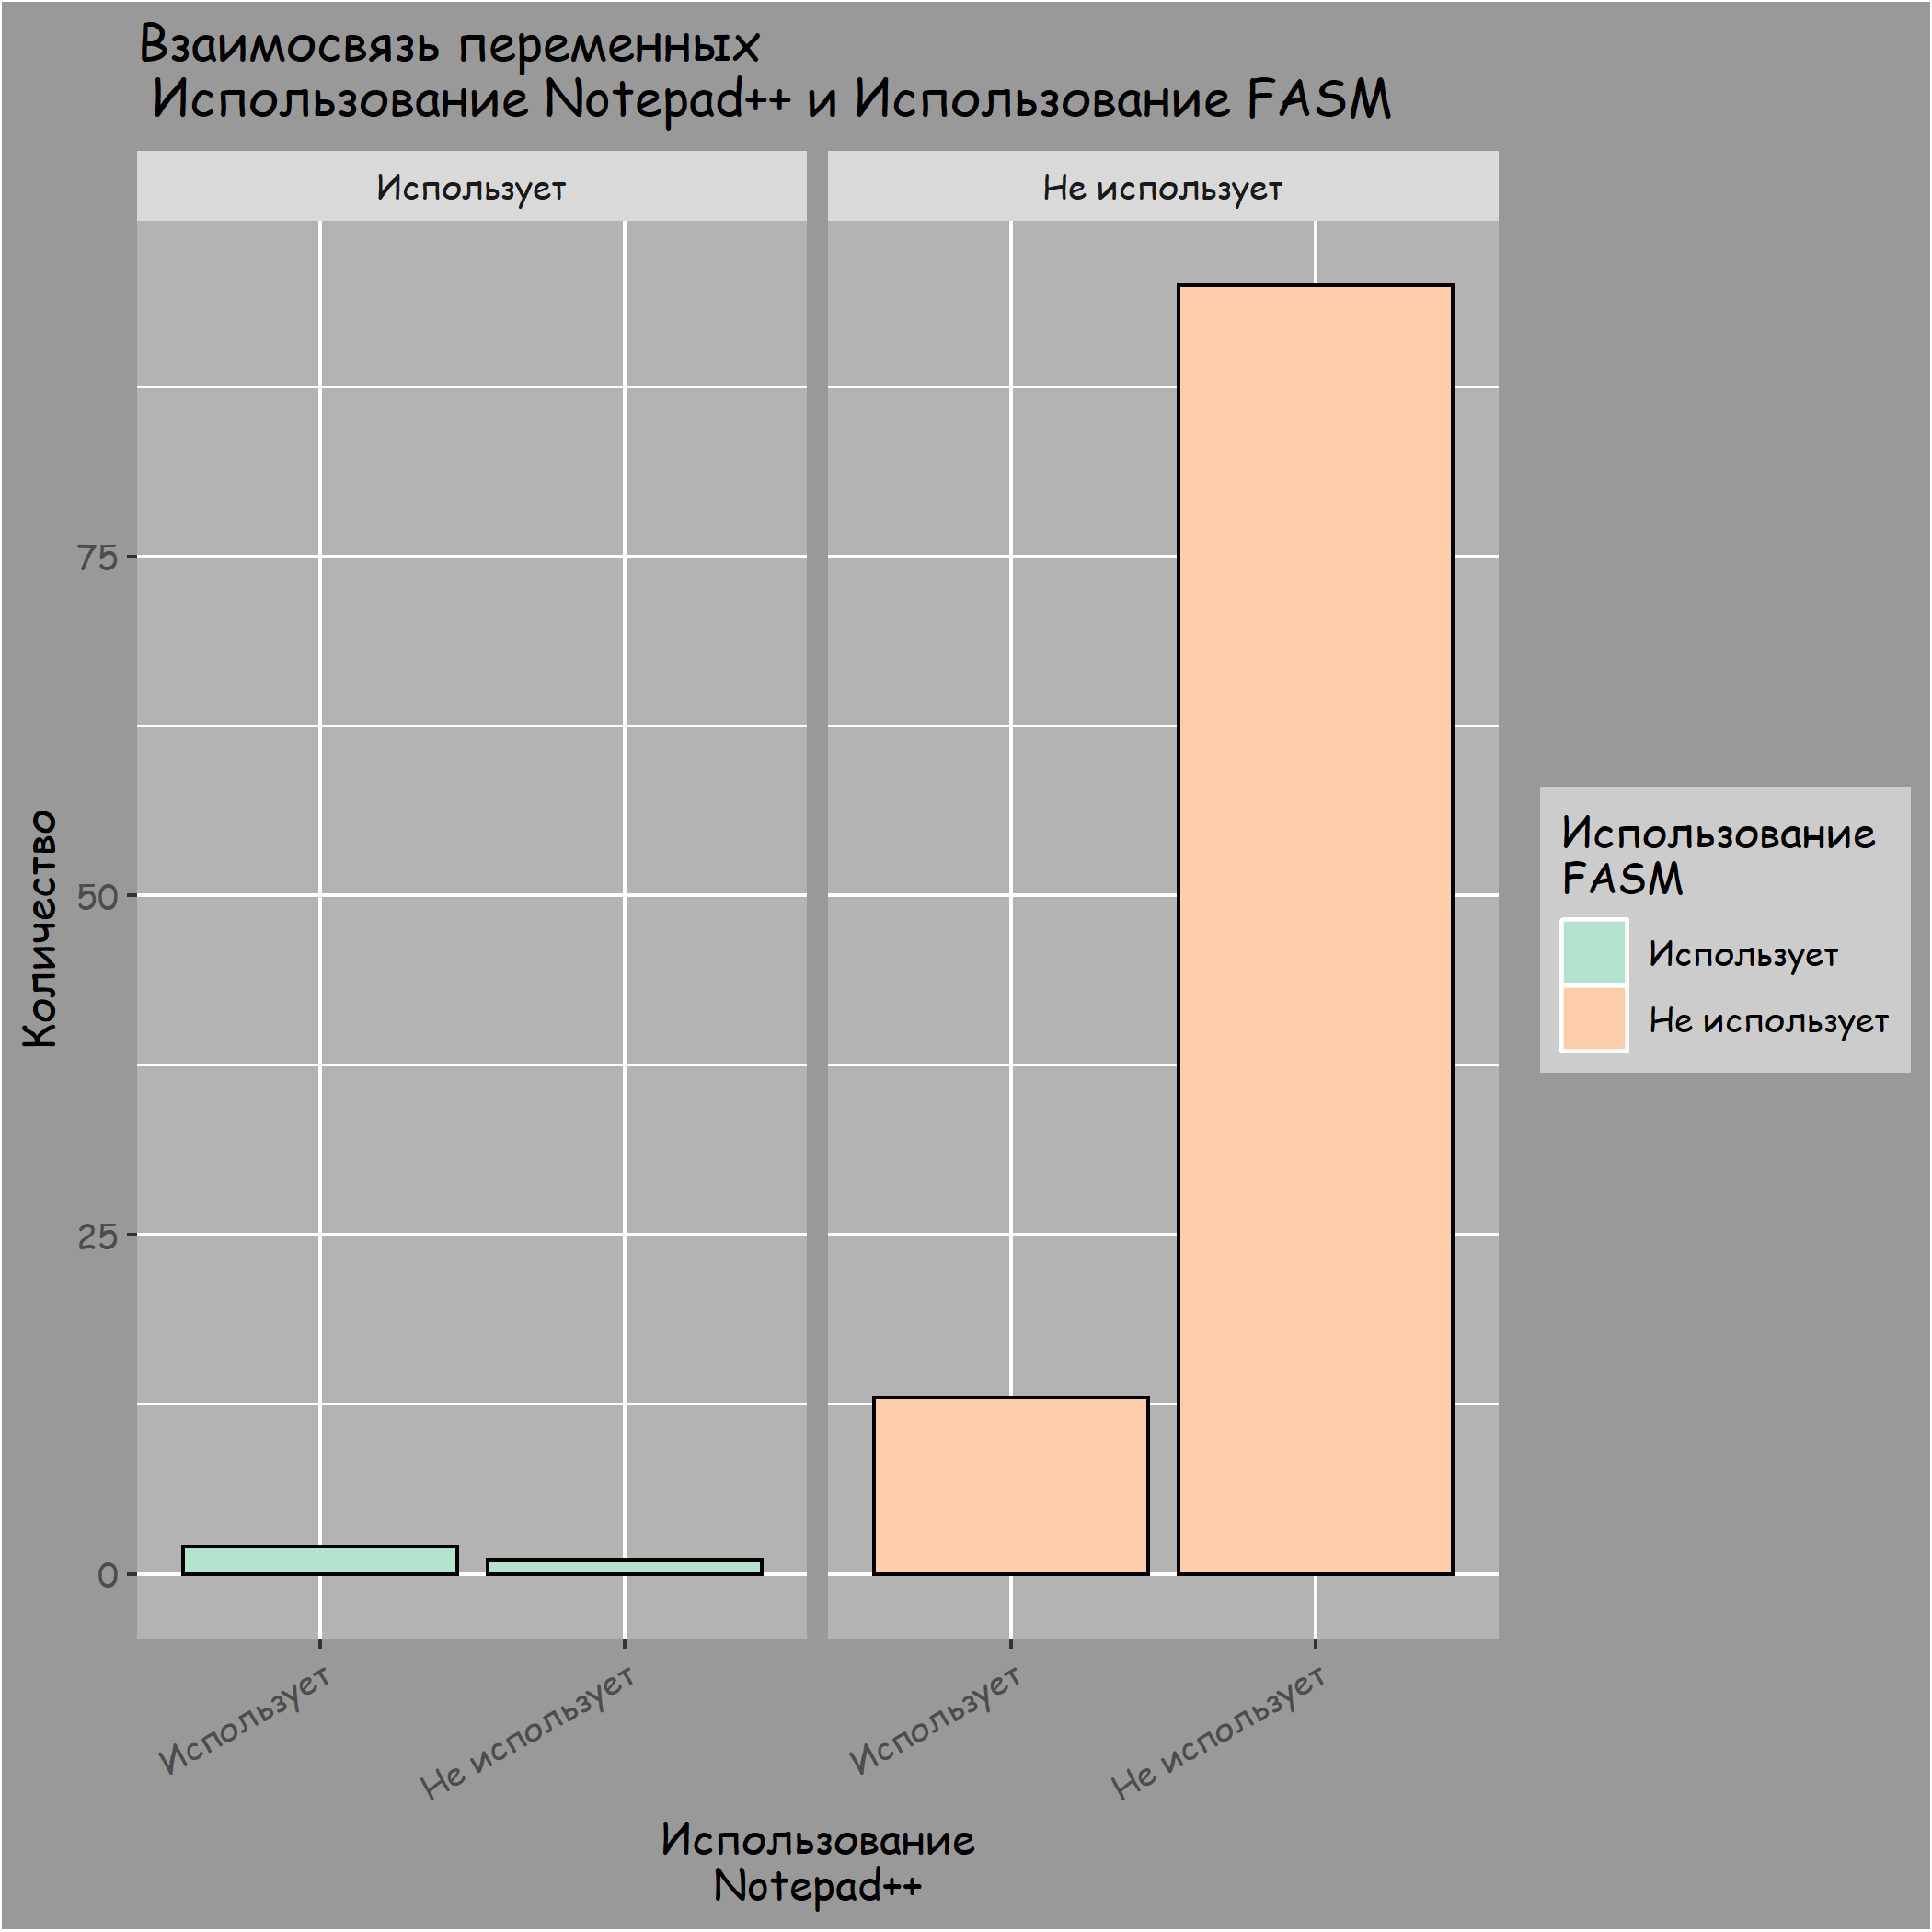 Взаимосвязь переменных
Использование Notepad++ и Использование FASM
Использует
Не использует
Количество
75
50
25
0
Использует
Не использует
Использует
Не использует
Использование
Notepad++
Использование
FASM
Использует
Не использует